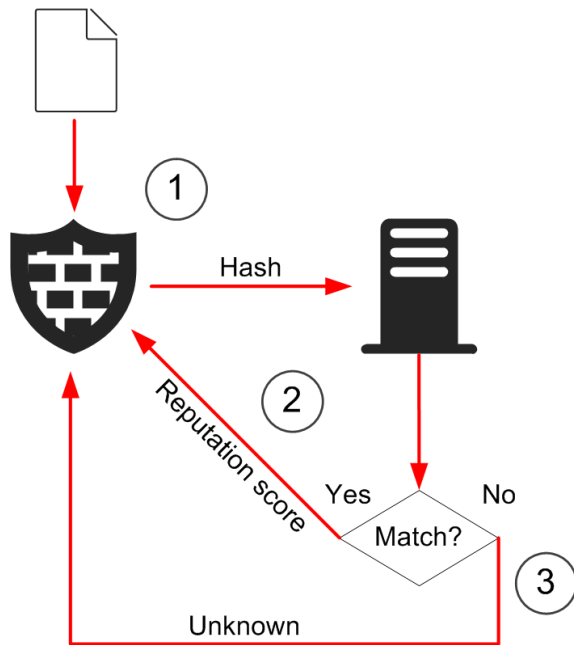 1
Hash
2
Reputation score
Yes
No
Match?
3
Unknown